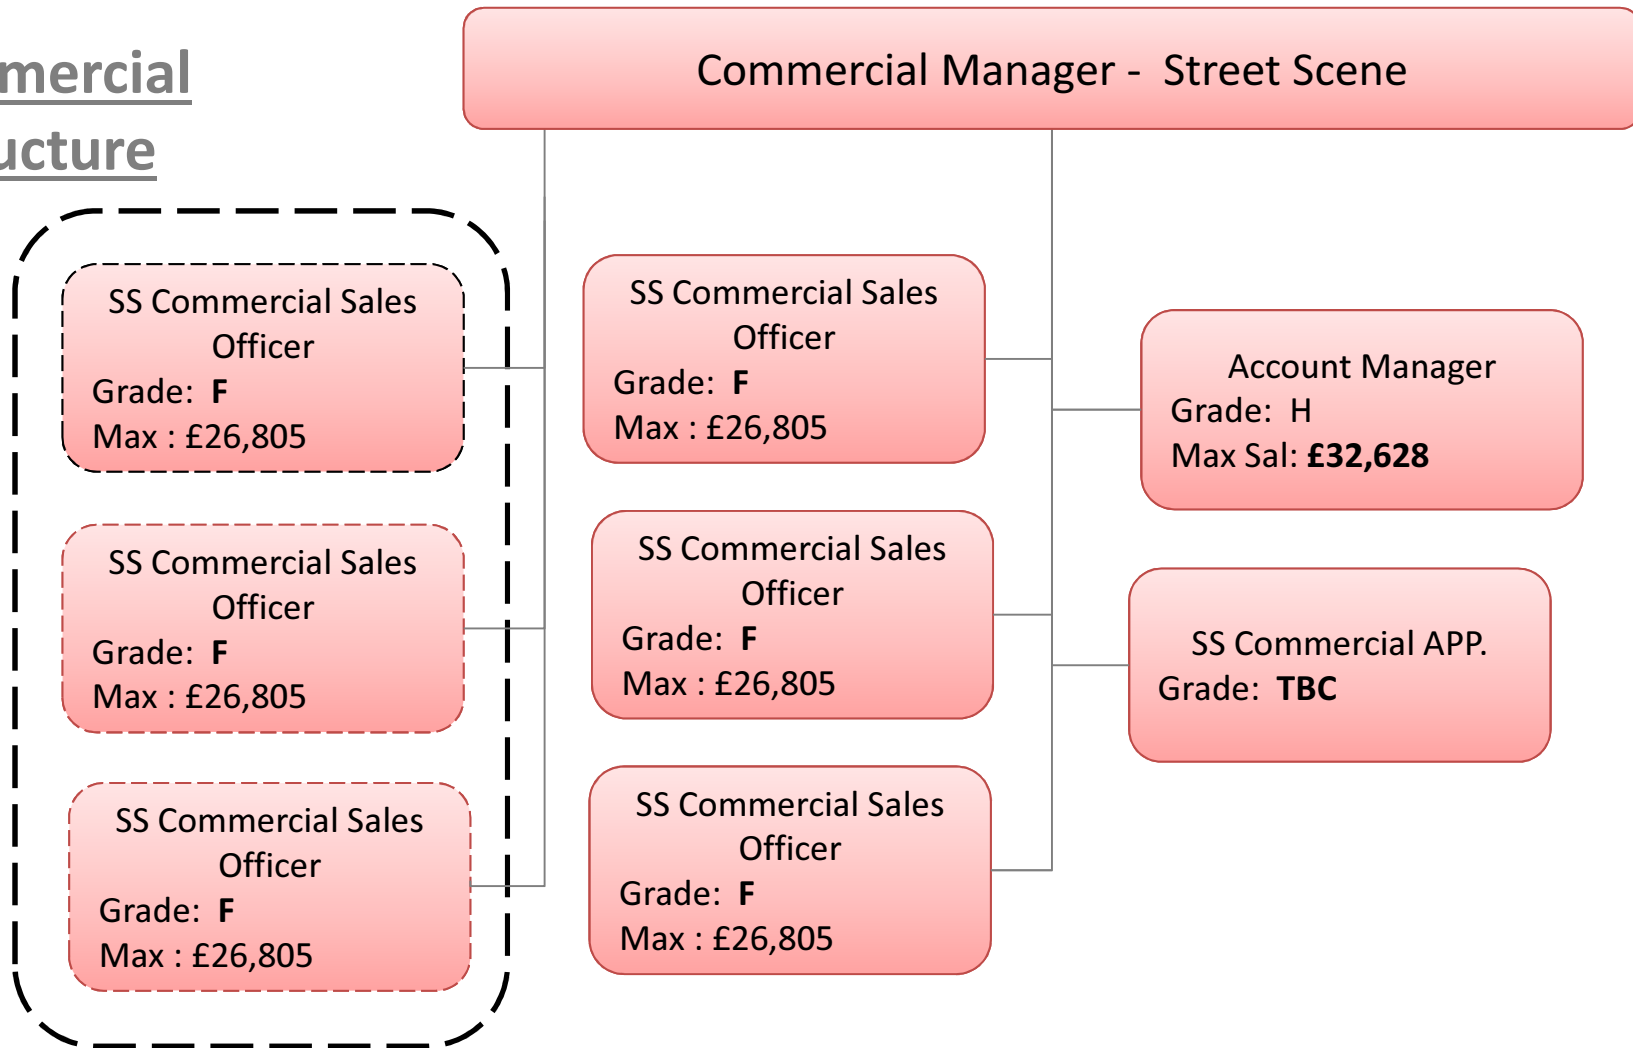 mercial
ucture
Commercial Manager - Street Scene
SS Commercial Sales
Officer
Grade: F
Max : £26,805
SS Commercial Sales
Officer
Grade: F
Max : £26,805
SS Commercial Sales
Officer
Grade: F
Max : £26,805
SS Commercial Sales
Officer
Grade: F
Max : £26,805
SS Commercial Sales
Officer
Grade: F
Max : £26,805
SS Commercial Sales
Officer
Grade: F
Max : £26,805
Account Manager
Grade: H
Max Sal: £32,628
SS Commercial APP.
Grade: TBC